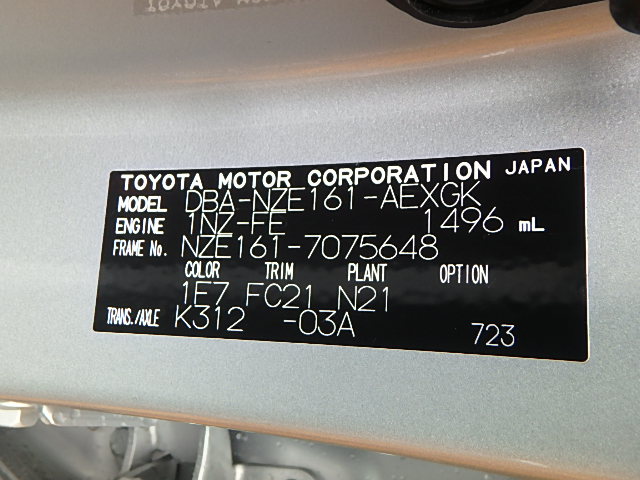 TOYOTA MOTOR CORPORATION JAPAN
MODEL DBA-NZE161-AEXGK
ENGINE 1NZ-FE 1496 mL
FRAME No. NZE161-7075648
COLOR TRIM PLANT OPTION
1E7 FC21 N21
TRANS./AXLE K312 -03A
723